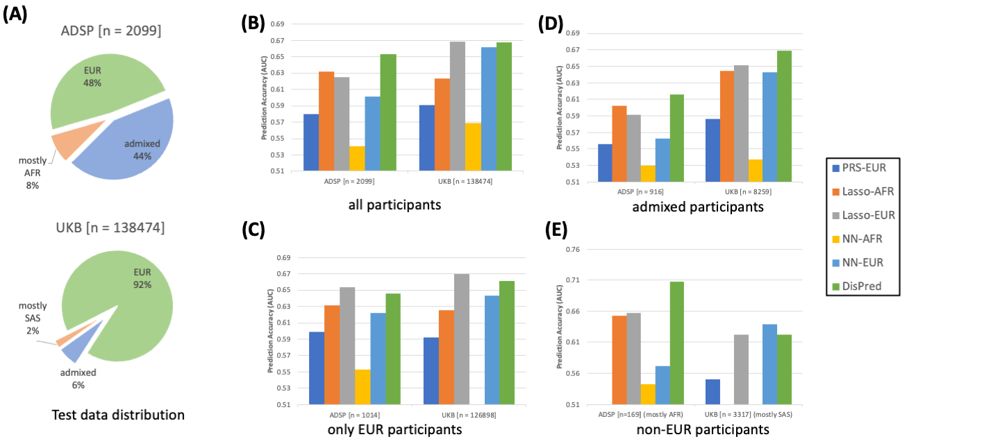 (A)
ADSP [n = 2099]
EUR
48%
admixed
44%
mostly
AFR
8%
UKB [n = 138474]
EUR
92%
mostly
SAS
2%
admixed
6%
Test data distribution
(B)
Prediction Accuracy (AUC)
0.69
0.67
0.65
0.63
0.61
0.59
0.57
0.55
0.53
0.51
ADSP [n = 2099]
UKB [n = 138474]
all participants
(C)
Prediction Accuracy (AUC)
0.69
0.67
0.65
0.63
0.61
0.59
0.57
0.55
0.53
0.51
ADSP [n = 1014]
UKB [n = 126898]
only EUR participants
(D)
Prediction Accuracy (AUC)
0.69
0.67
0.65
0.63
0.61
0.59
0.57
0.55
0.53
0.51
ADSP [n = 916]
UKB [n = 8259]
admixed participants
(E)
Prediction Accuracy (AUC)
0.76
0.71
0.66
0.61
0.56
0.51
ADSP [n=169] (mostly AFR)
UKB [n = 3317] (mostly SAS)
non-EUR participants
PRS-EUR
Lasso-AFR
Lasso-EUR
NN-AFR
NN-EUR
DisPred